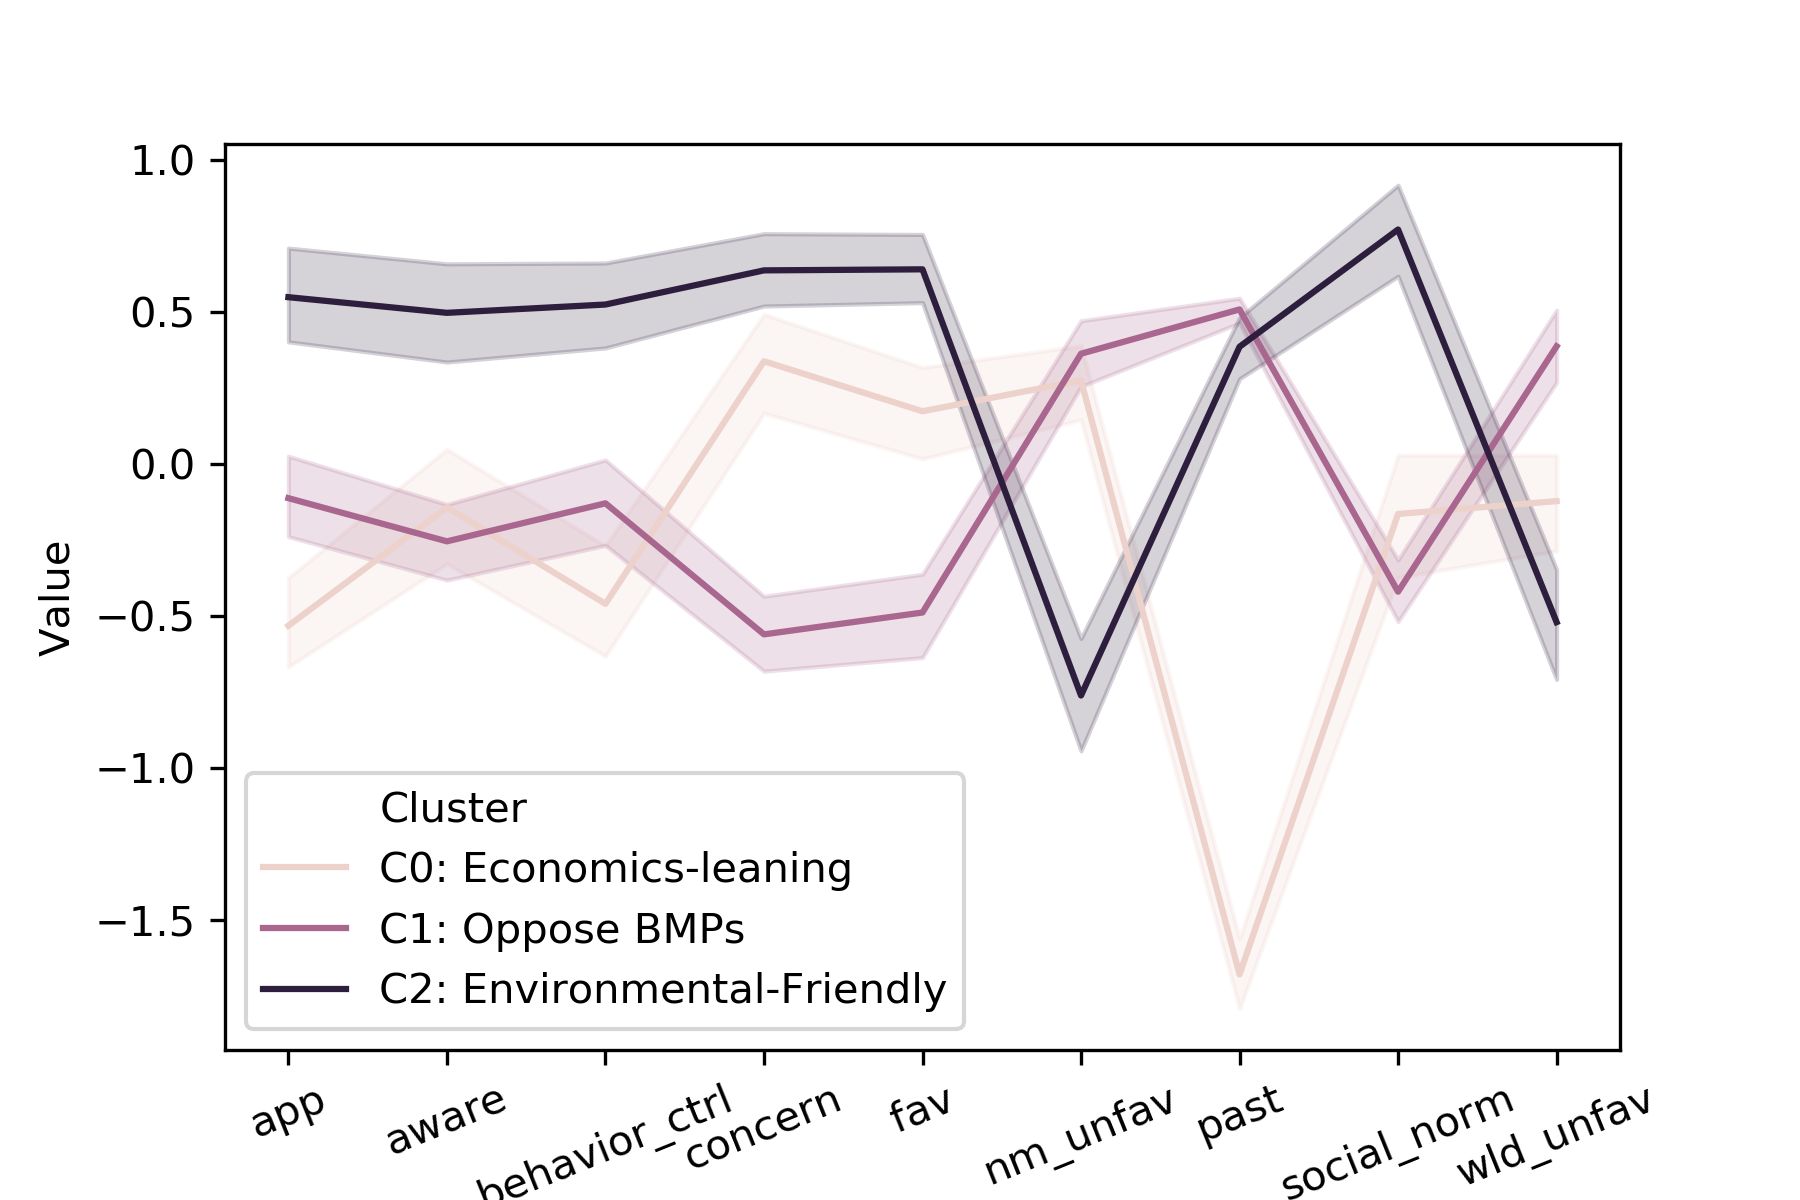 1.0
0.5
0.0
−0.5
−1.0
−1.5
Value
Cluster
C0: Economics-leaning
C1: Oppose BMPs
C2: Environmental-Friendly
app
aware
behavior_ctrl
concern
fav
nm_unfav
past
social_norm
wld_unfav